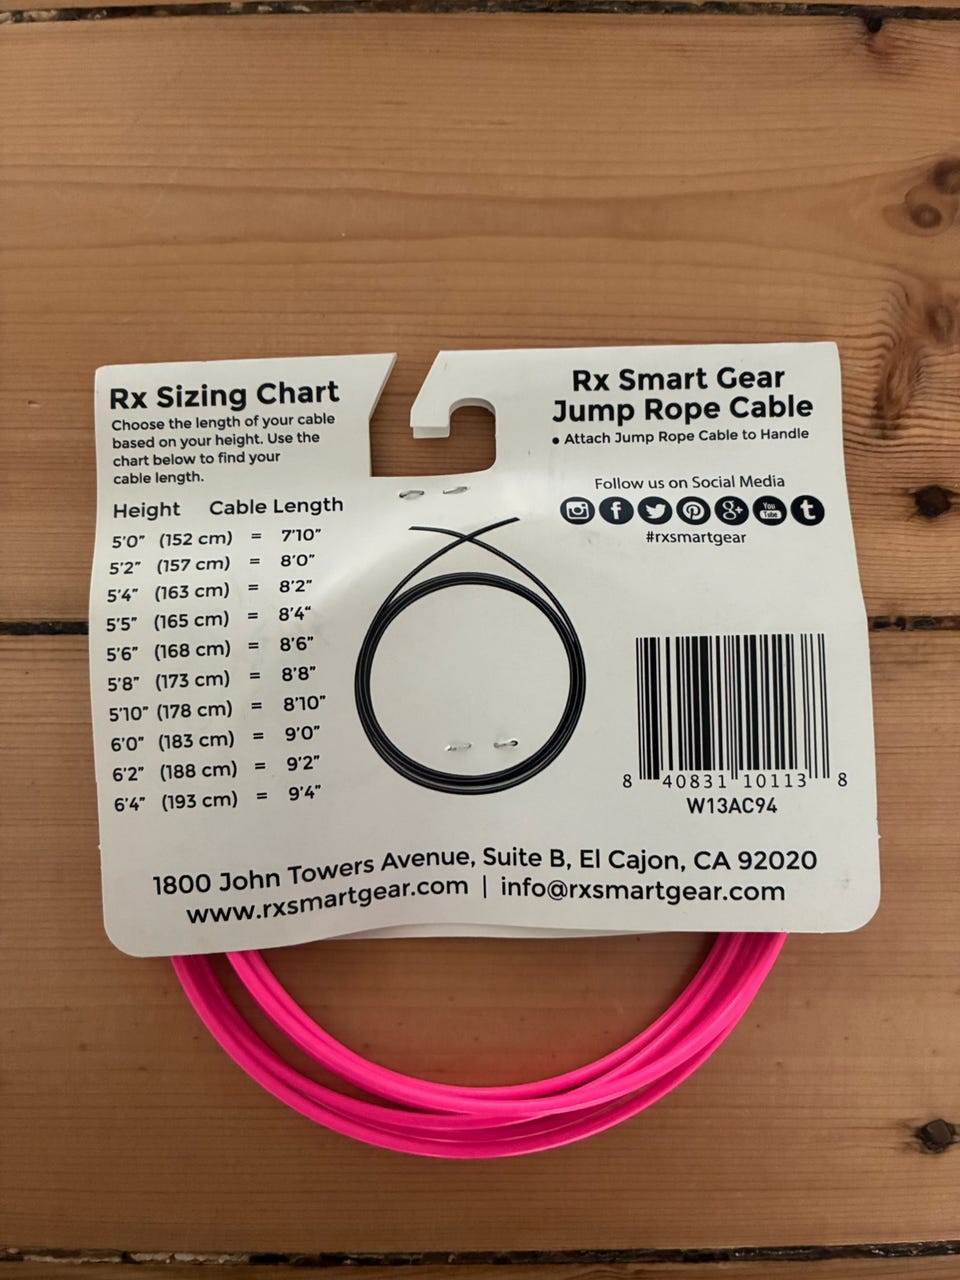 Rx Sizing Chart
Choose the length of your cable
based on your height. Use the
chart below to find your
cable length.
Height Cable Length
5'0" (152 cm) = 7'10"
5'2" (157 cm) = 8'0"
5'4" (163 cm) = 8'2"
5'5" (165 cm) = 8'4"
5'6" (168 cm) = 8'6"
5'8" (173 cm) = 8'8"
5'10" (178 cm) = 8'10"
6'0" (183 cm) = 9'0"
6'2" (188 cm) = 9'2"
6'4" (193 cm) = 9'4"
Rx Smart Gear
Jump Rope Cable
• Attach Jump Rope Cable to Handle
Follow us on Social Media
f g+ You Tube t
#rxsmartgear
8 40831 10113 8
W13AC94
1800 John Towers Avenue, Suite B, El Cajon, CA 92020
www.rxsmartgear.com | info@rxsmartgear.com